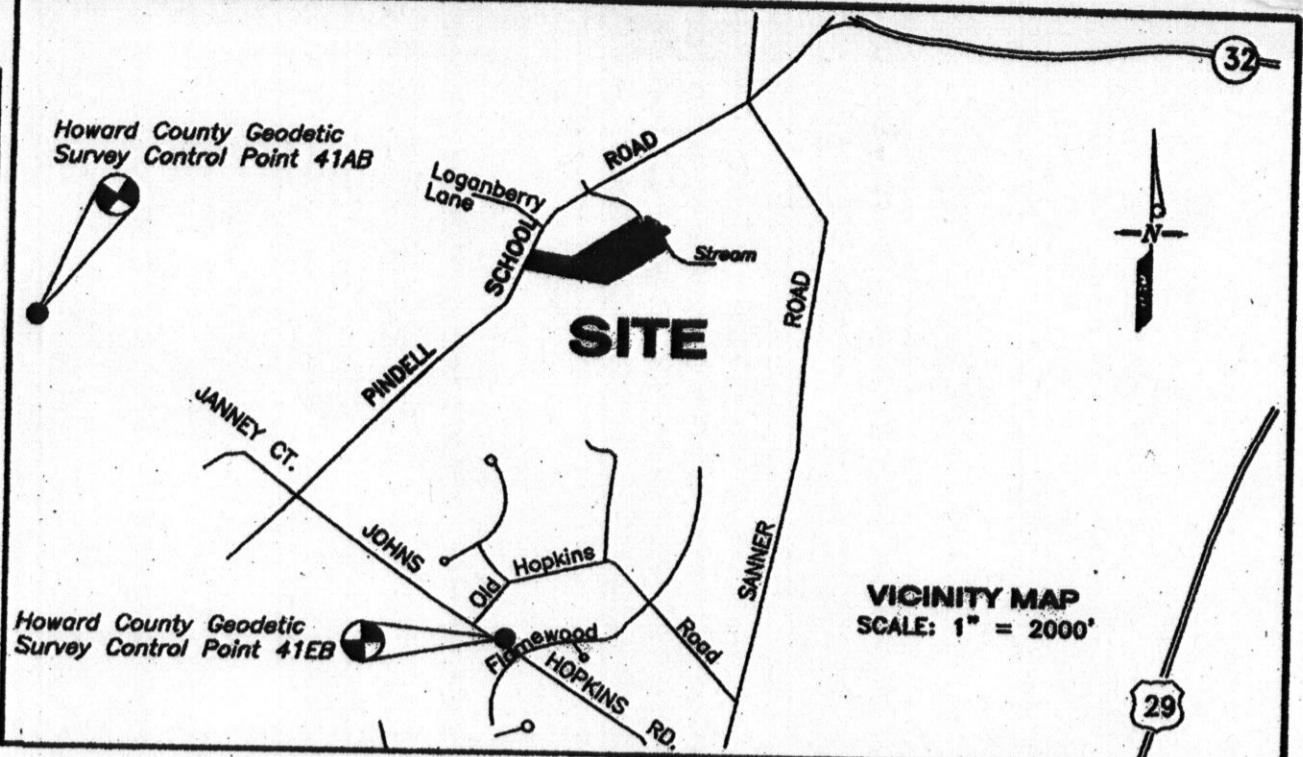 32
Howard County Geodetic
Survey Control Point 41AB
ROAD
Loganberry
Lane
N
SCHOOL
Stream
ROAD
SITE
PINDELL
JANNEY CT.
JOHNS
SANNER
Hopkins
Old
VICINITY MAP
SCALE: 1" = 2000'
Howard County Geodetic
Survey Control Point 41EB
Flamewood
Road
HOPKINS
RD.
29